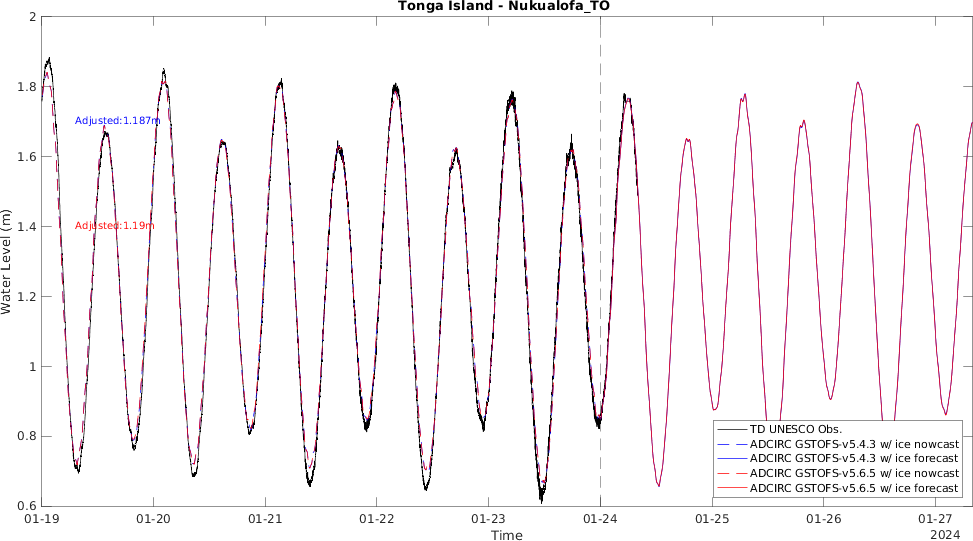 Tonga Island - Nukualofa_TO
2
1.8
1.6
1.4
1.2
1
0.8
0.6
Water Level (m)
Adjusted:1.187m
Adjusted:1.19m
TD UNESCO Obs.
ADCIRC GSTOFS-v5.4.3 w/ ice nowcast
ADCIRC GSTOFS-v5.4.3 w/ ice forecast
ADCIRC GSTOFS-v5.6.5 w/ ice nowcast
ADCIRC GSTOFS-v5.6.5 w/ ice forecast
01-19 01-20 01-21 01-22 01-23 01-24 01-25 01-26 01-27
Time
2024